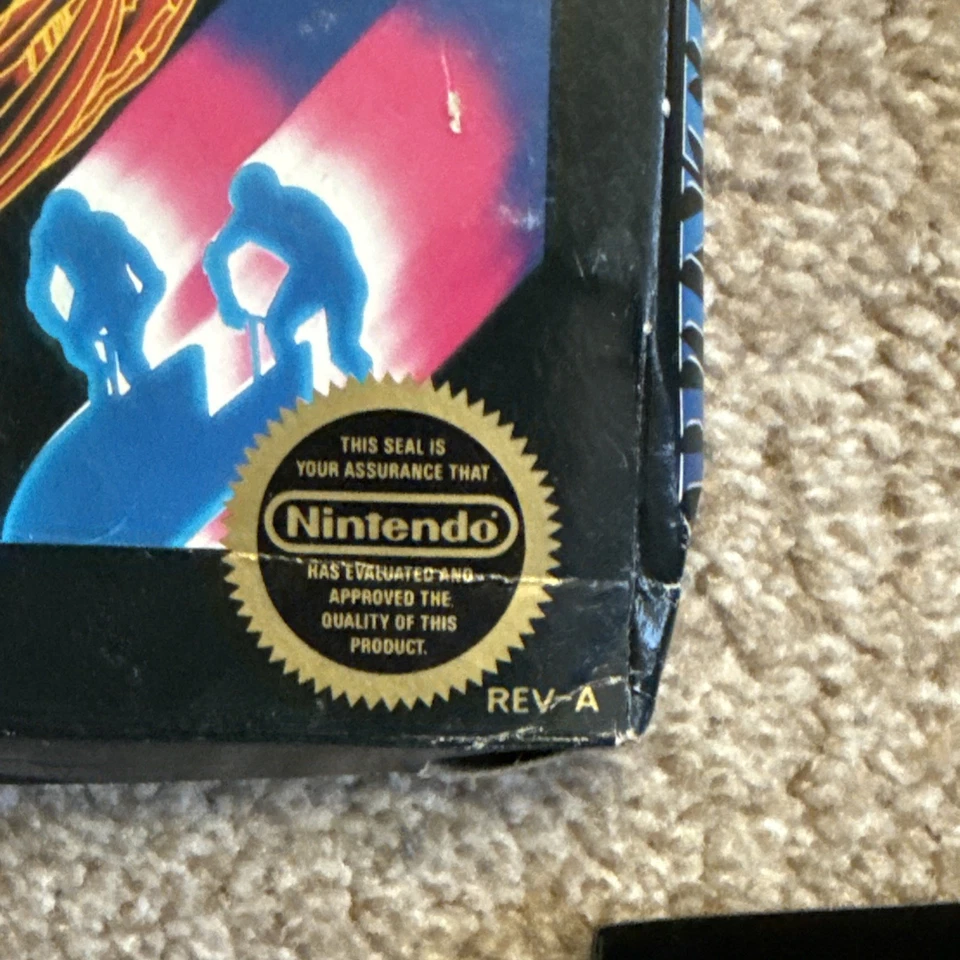 THIS SEAL IS
YOUR ASSURANCE THAT
Nintendo
HAS EVALUATED AND
APPROVED THE
QUALITY OF THIS
PRODUCT.
REV-A